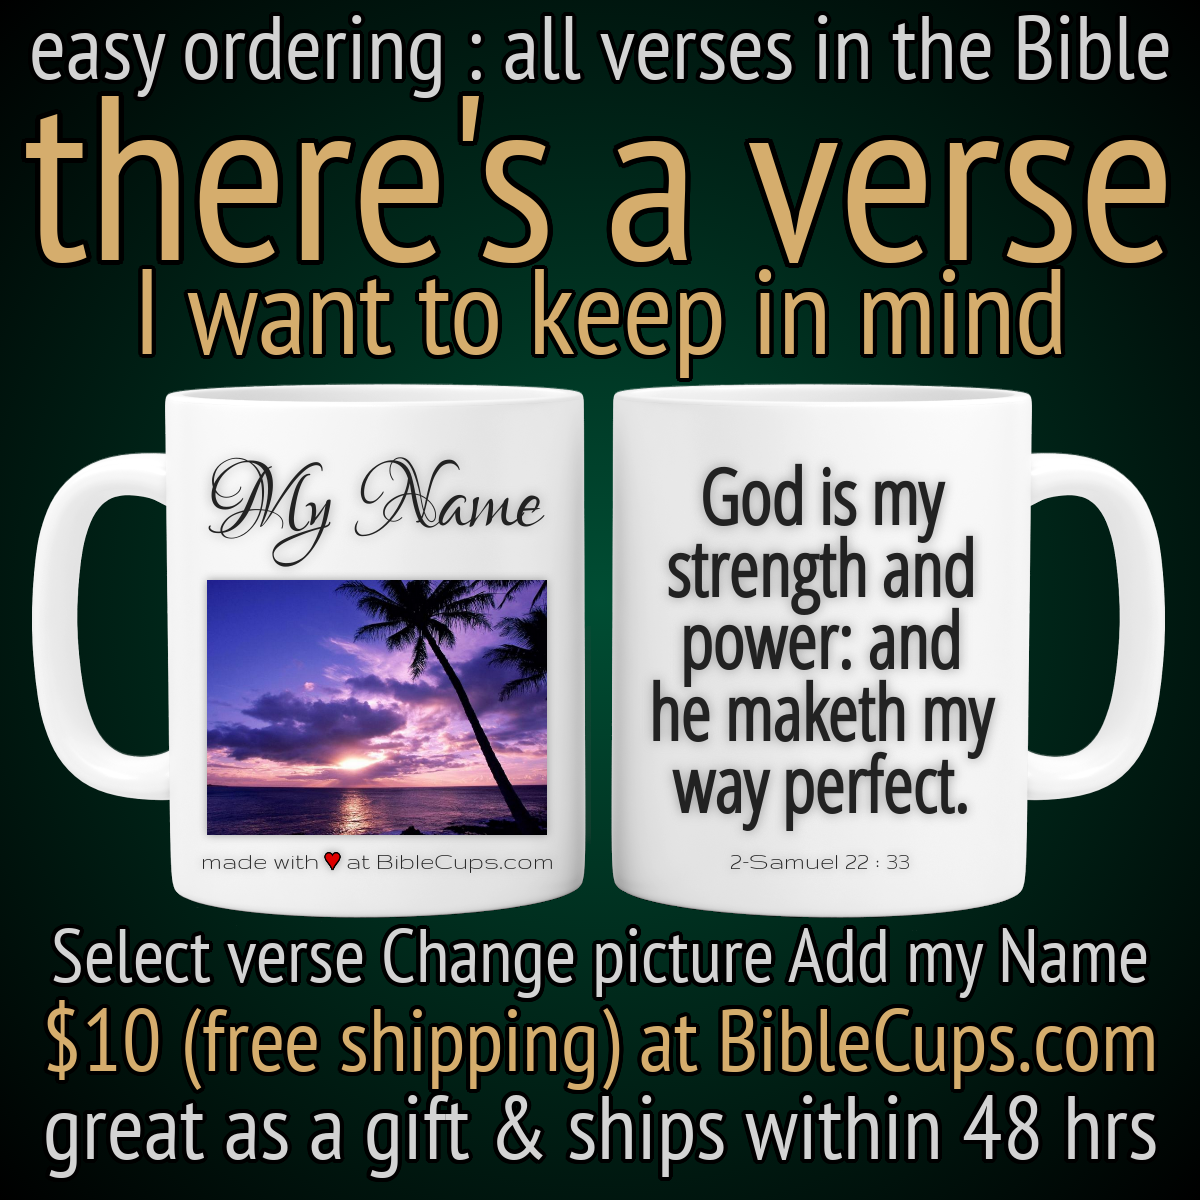 easy ordering : all verses in the Bible
there's a verse
I want to keep in mind
My Name
made with ♥ at BibleCups.com
God is my
strength and
power: and
he maketh my
way perfect.
2-Samuel 22 : 33
Select verse Change picture Add my Name
$10 (free shipping) at BibleCups.com
great as a gift & ships within 48 hrs